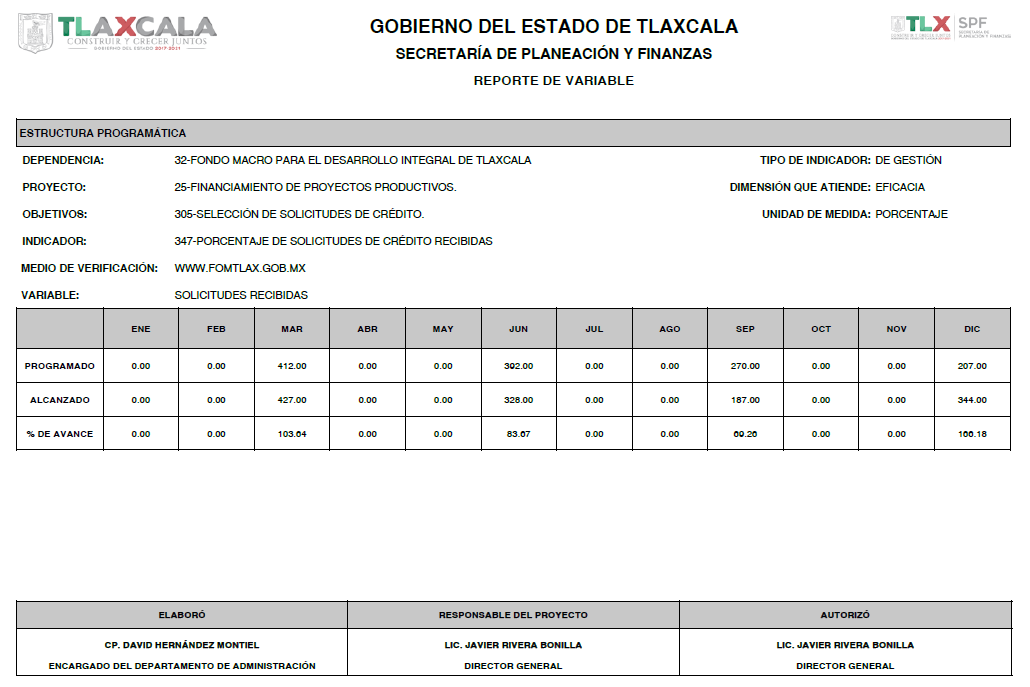 TLAXCALA
CONSTRUIR Y CRECER JUNTOS
GOBIERNO DEL ESTADO 2017-2021
GOBIERNO DEL ESTADO DE TLAXCALA
SECRETARÍA DE PLANEACIÓN Y FINANZAS
REPORTE DE VARIABLE
TLX SPF
SECRETARÍA DE
PLANEACIÓN Y FINANZAS
ESTRUCTURA PROGRAMÁTICA
DEPENDENCIA: 32-FONDO MACRO PARA EL DESARROLLO INTEGRAL DE TLAXCALA TIPO DE INDICADOR: DE GESTIÓN
PROYECTO: 25-FINANCIAMIENTO DE PROYECTOS PRODUCTIVOS. DIMENSIÓN QUE ATIENDE: EFICACIA
OBJETIVOS: 305-SELECCIÓN DE SOLICITUDES DE CRÉDITO. UNIDAD DE MEDIDA: PORCENTAJE
INDICADOR: 347-PORCENTAJE DE SOLICITUDES DE CRÉDITO RECIBIDAS
MEDIO DE VERIFICACIÓN: WWW.FOMTLAX.GOB.MX
VARIABLE: SOLICITUDES RECIBIDAS
ENE FEB MAR ABR MAY JUN JUL AGO SEP OCT NOV DIC
PROGRAMADO 0.00 0.00 412.00 0.00 0.00 392.00 0.00 0.00 270.00 0.00 0.00 207.00
ALCANZADO 0.00 0.00 427.00 0.00 0.00 328.00 0.00 0.00 187.00 0.00 0.00 344.00
% DE AVANCE 0.00 0.00 103.64 0.00 0.00 83.67 0.00 0.00 69.26 0.00 0.00 166.18
ELABORÓ RESPONSABLE DEL PROYECTO AUTORIZÓ
CP. DAVID HERNÁNDEZ MONTIEL LIC. JAVIER RIVERA BONILLA LIC. JAVIER RIVERA BONILLA
ENCARGADO DEL DEPARTAMENTO DE ADMINISTRACIÓN DIRECTOR GENERAL DIRECTOR GENERAL